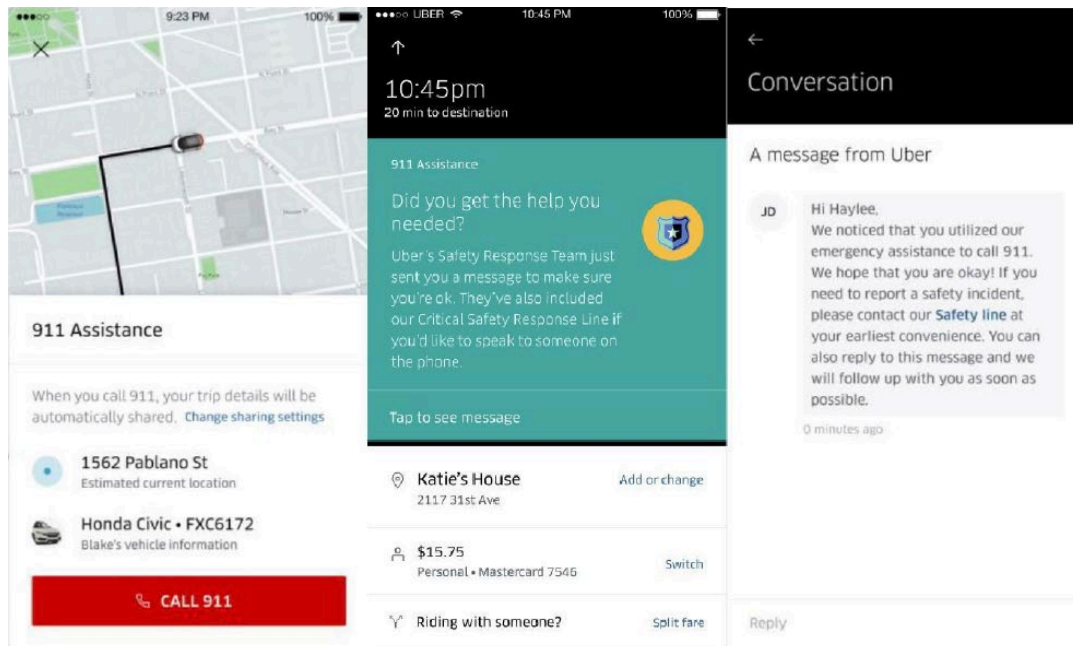 9:23 PM
100%
911 Assistance
When you call 911, your trip details will be
automatically shared. Change sharing settings
1562 Pablano St
Estimated current location
Honda Civic • FXC6172
Blake's vehicle information
CALL 911
UBER
10:45 PM
100%
10:45pm
20 min to destination
911 Assistance
Did you get the help you
needed?
Uber's Safety Response Team just
sent you a message to make sure
you're ok. They've also included
our Critical Safety Response Line if
you'd like to speak to someone on
the phone.
Tap to see message
Katie's House
Add or change
2117 31st Ave
$15.75
Personal • Mastercard 7546
Switch
Riding with someone?
Split fare
Conversation
A message from Uber
JD
Hi Haylee,
We noticed that you utilized our
emergency assistance to call 911.
We hope that you are okay! If you
need to report a safety incident,
please contact our Safety line at
your earliest convenience. You can
also reply to this message and we
will follow up with you as soon as
possible.
0 minutes ago
Reply